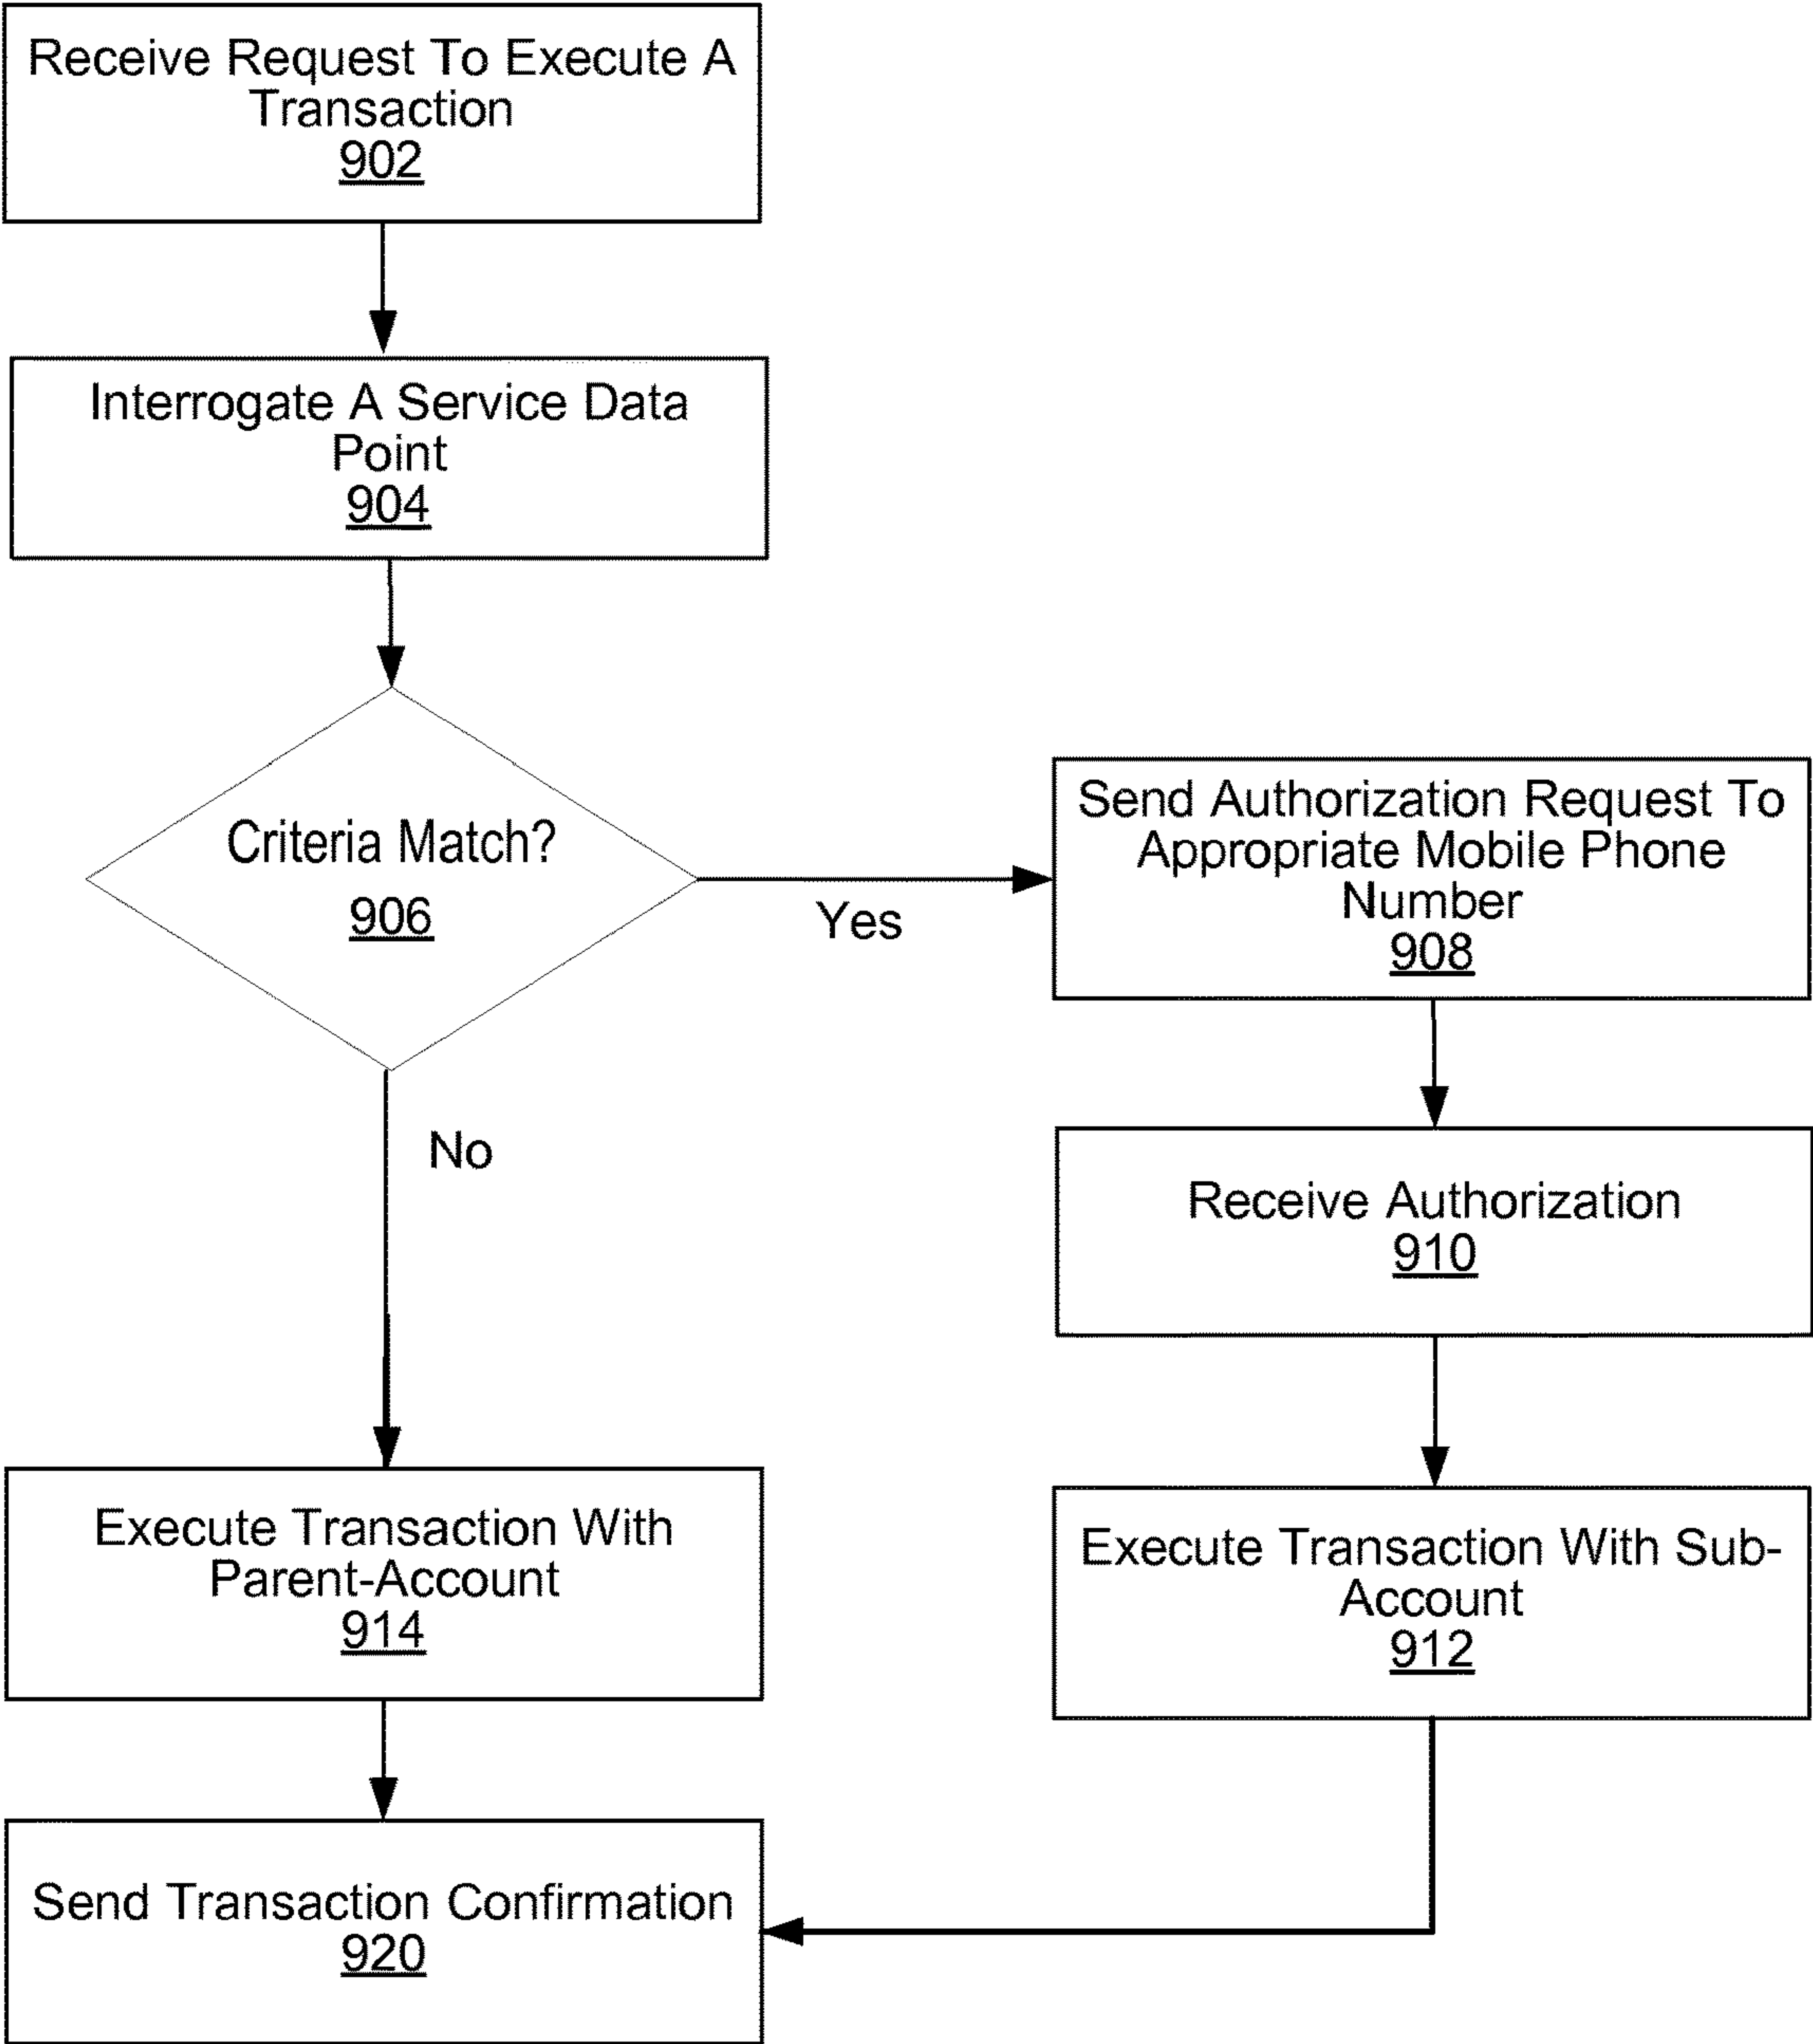 Receive Request To Execute A
Transaction
902
Interrogate A Service Data
Point
904
Criteria Match?
906
Yes
No
Send Authorization Request To
Appropriate Mobile Phone
Number
908
Receive Authorization
910
Execute Transaction With Sub-
Account
912
Execute Transaction With
Parent-Account
914
Send Transaction Confirmation
920